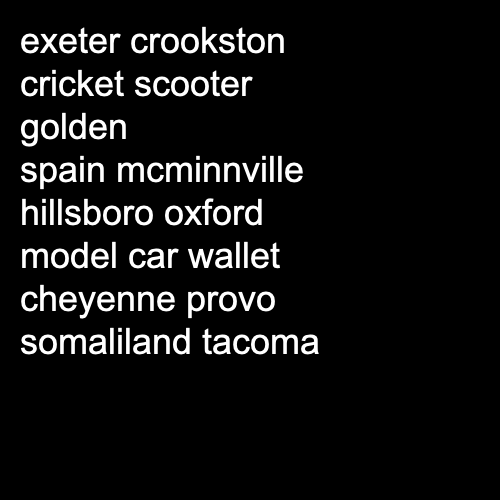 exeter crookston
cricket scooter
golden
spain mcminnville
hillsboro oxford
model car wallet
cheyenne provo
somaliland tacoma